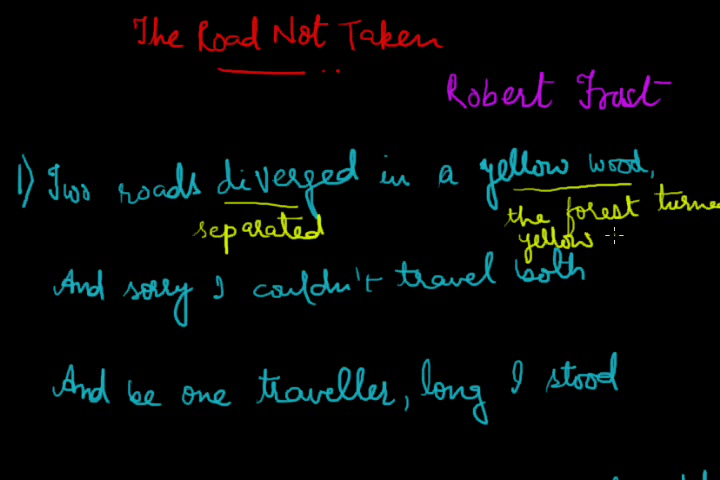 The Road Not Taken
Robert Frost
1) Two roads diverged in a yellow wood,
separated
the forest turned
yellow
And sorry I couldn't travel both
And be one traveller, long I stood